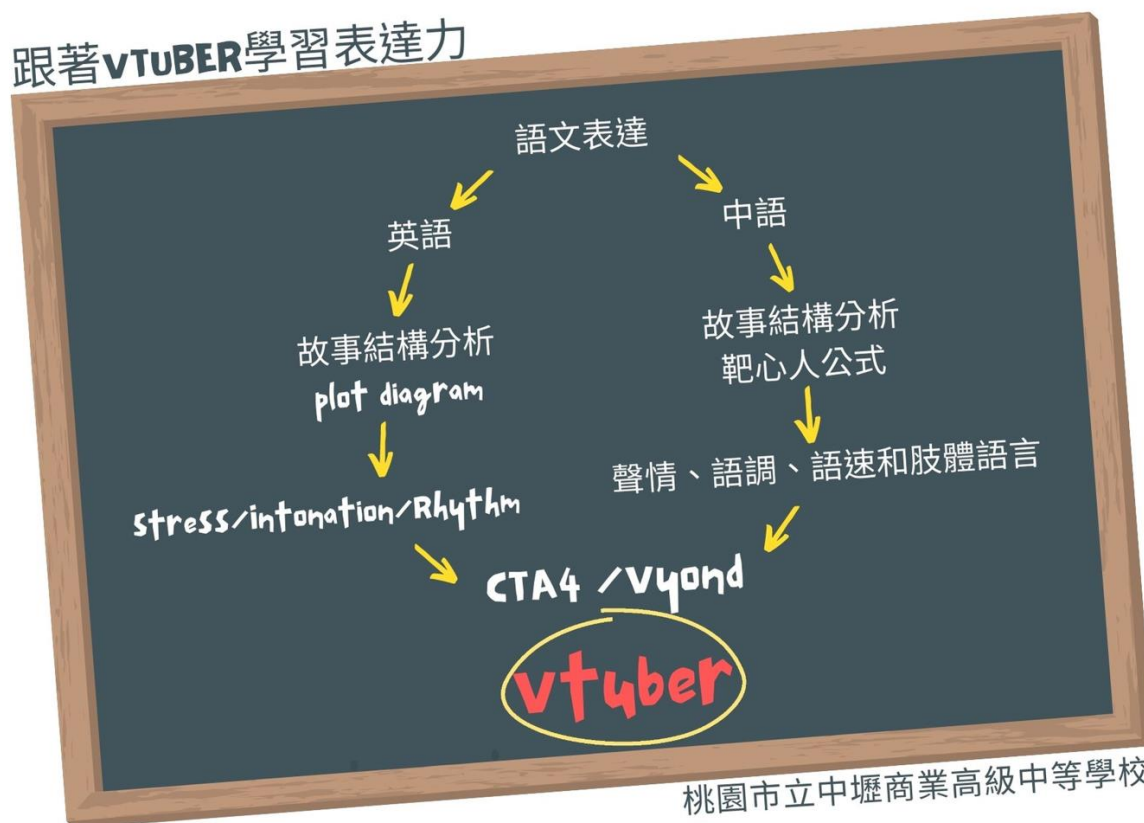 跟著VTUBER學習表達力
語文表達
英語
中語
故事結構分析
plot diagram
故事結構分析
靶心人公式
Stress/intonation/Rhythm
聲情、語調、語速和肢體語言
CTA4 /Vyond
vtuber
桃園市立中壢商業高級中等學校